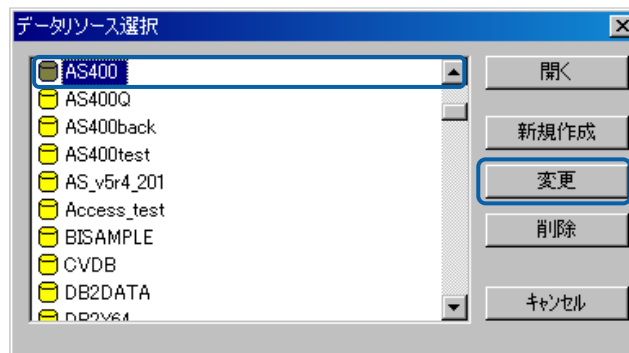 データソース選択
AS400
AS400Q
AS400back
AS400test
AS_v5r4_201
Access_test
BISAMPLE
CVDB
DB2DATA
DB2Y64
開く
新規作成
変更
削除
キャンセル